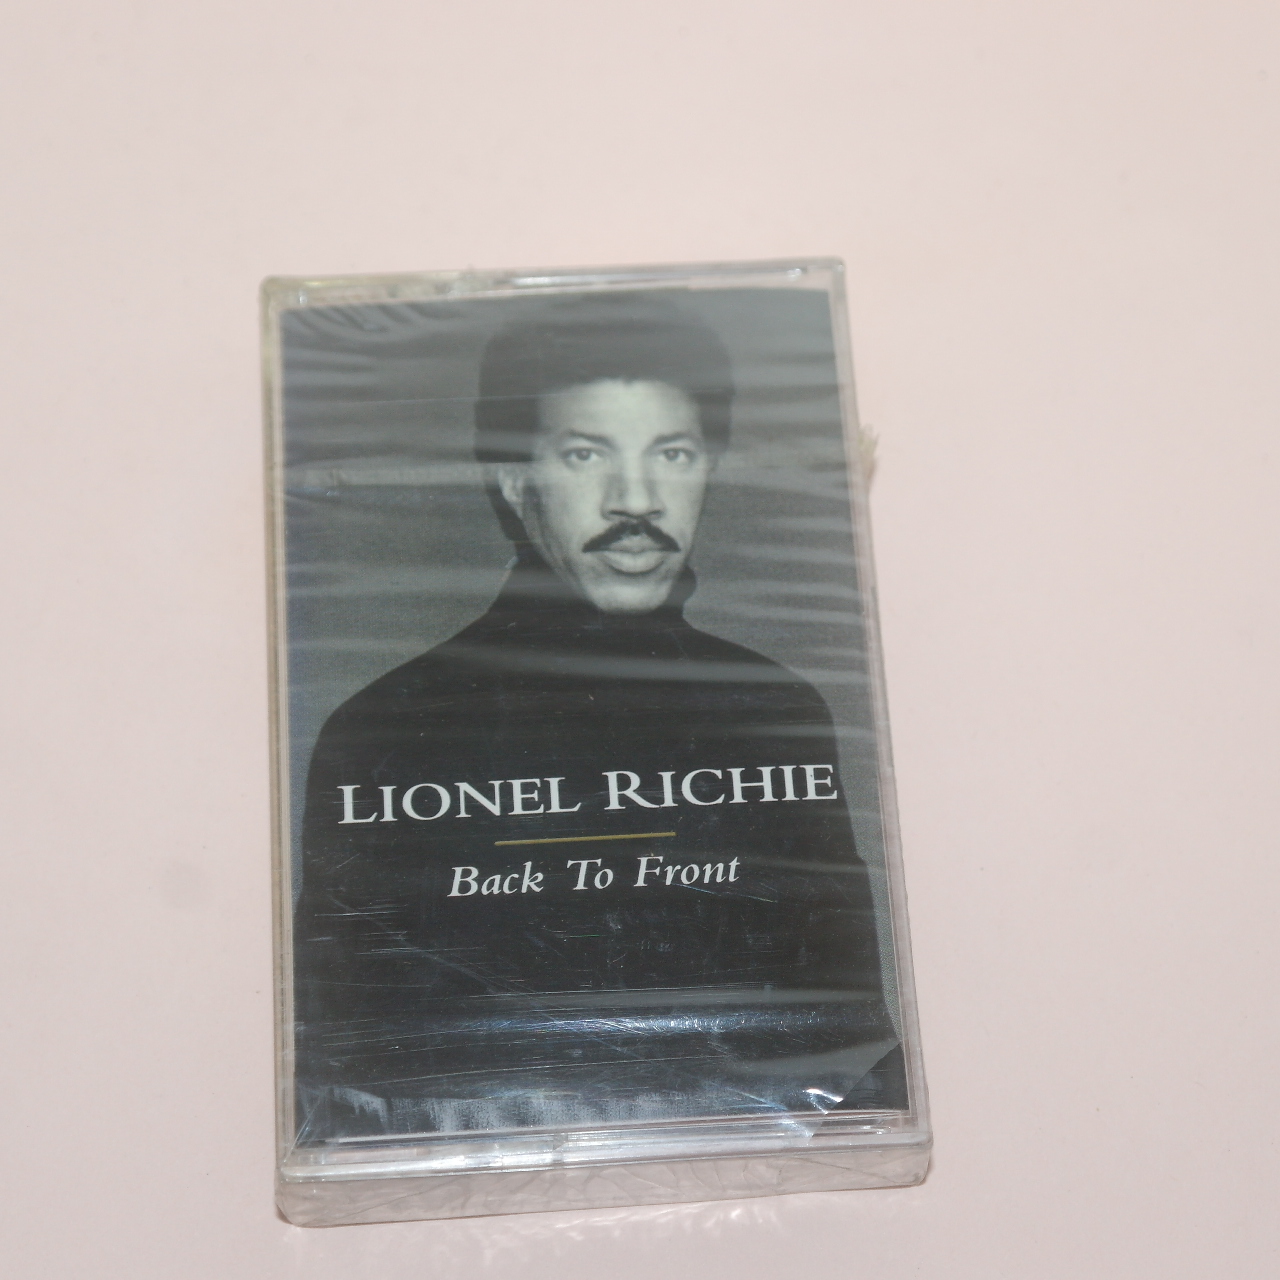 LIONEL RICHIE
Back To Front